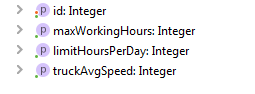 id: Integer
maxWorkingHours: Integer
limitHoursPerDay: Integer
truckAvgSpeed: Integer